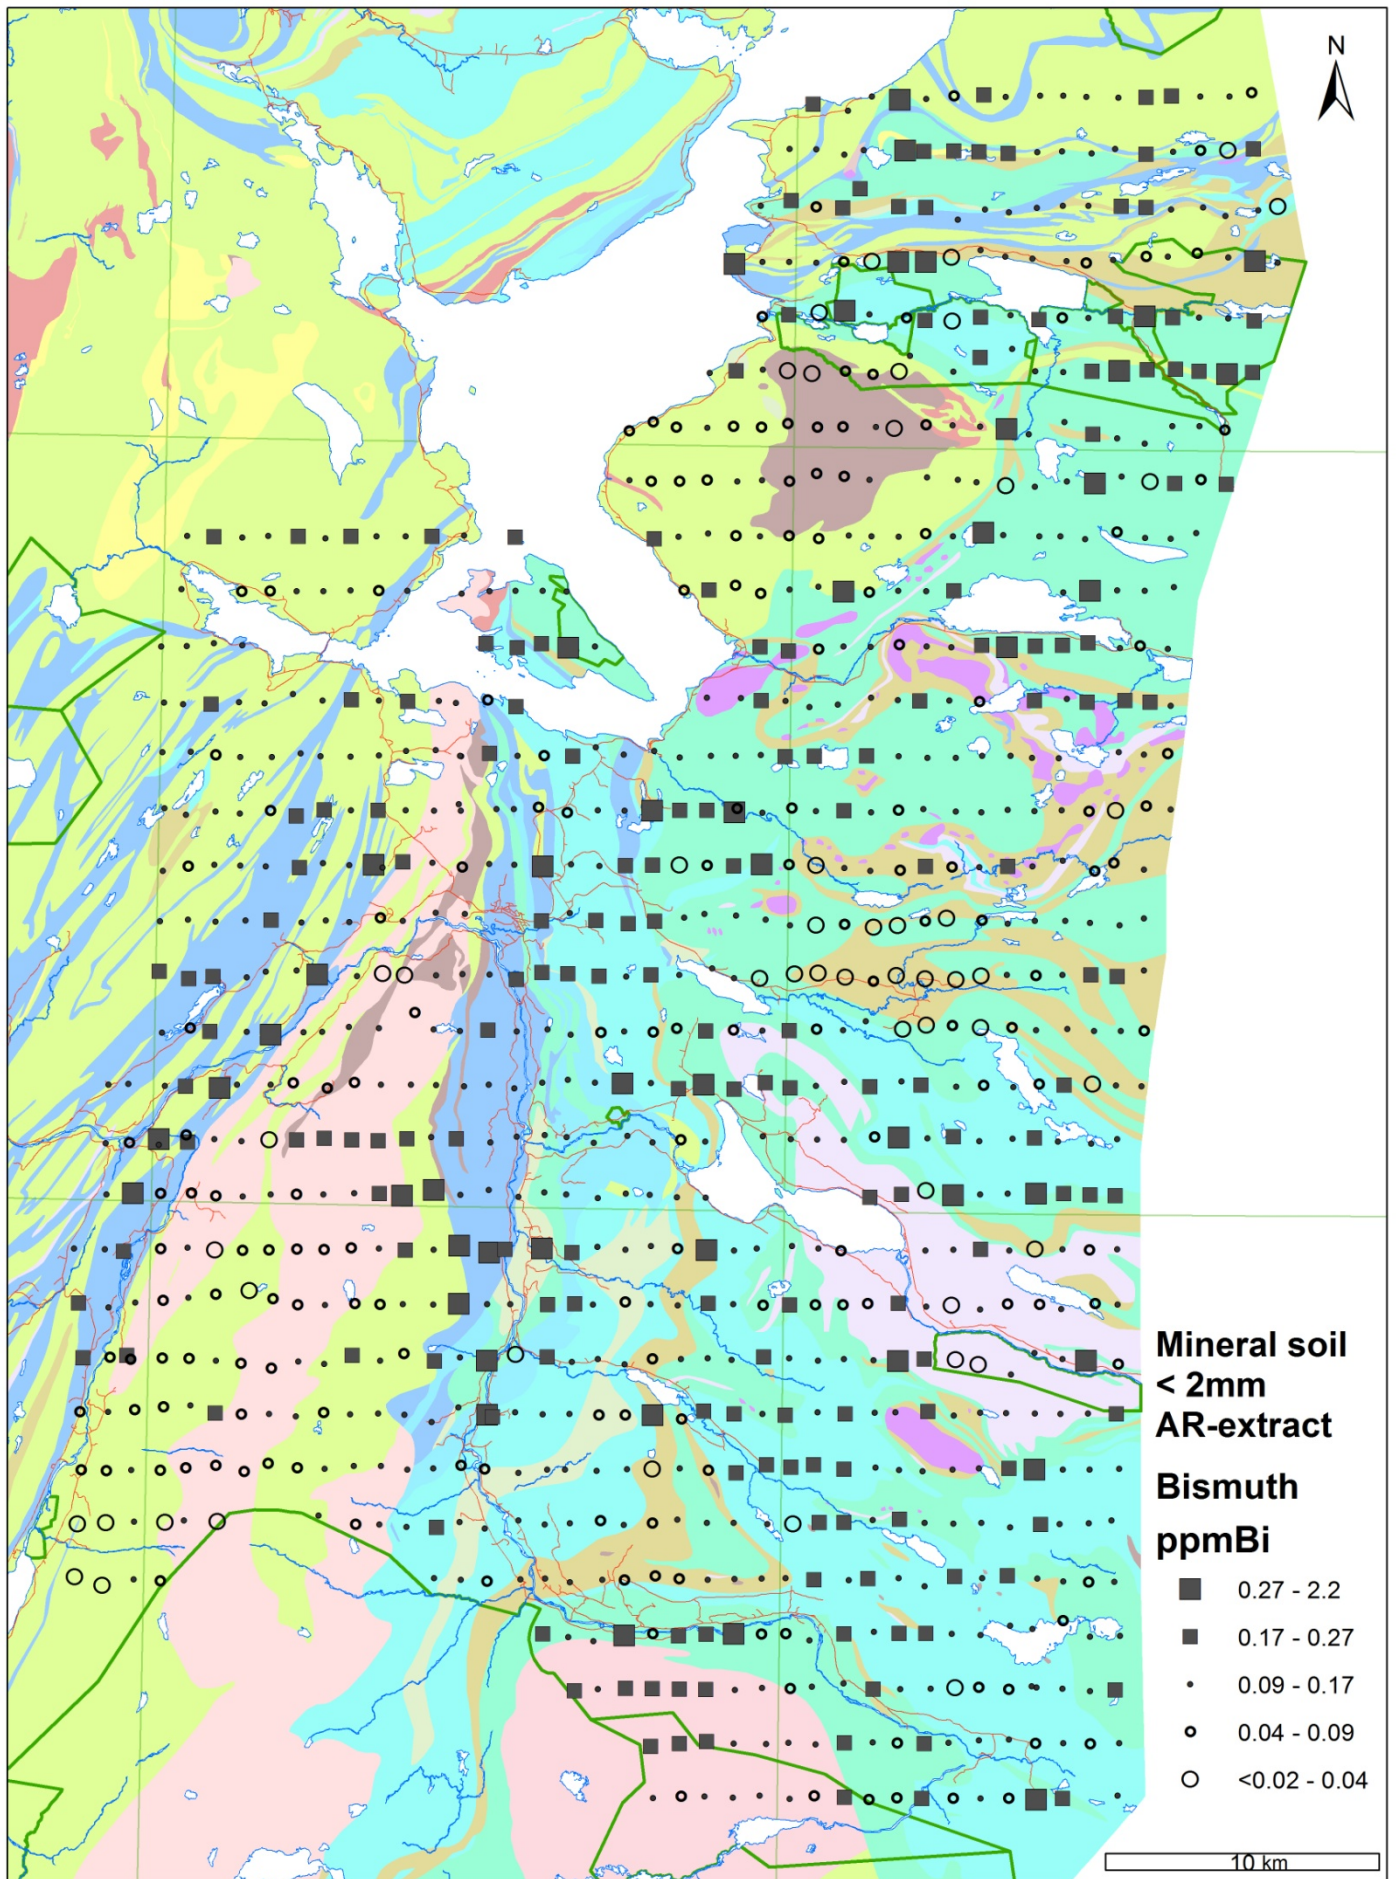 N
Mineral soil
< 2mm
AR-extract
Bismuth
ppmBi
0.27 - 2.2
0.17 - 0.27
0.09 - 0.17
0.04 - 0.09
<0.02 - 0.04
10 km